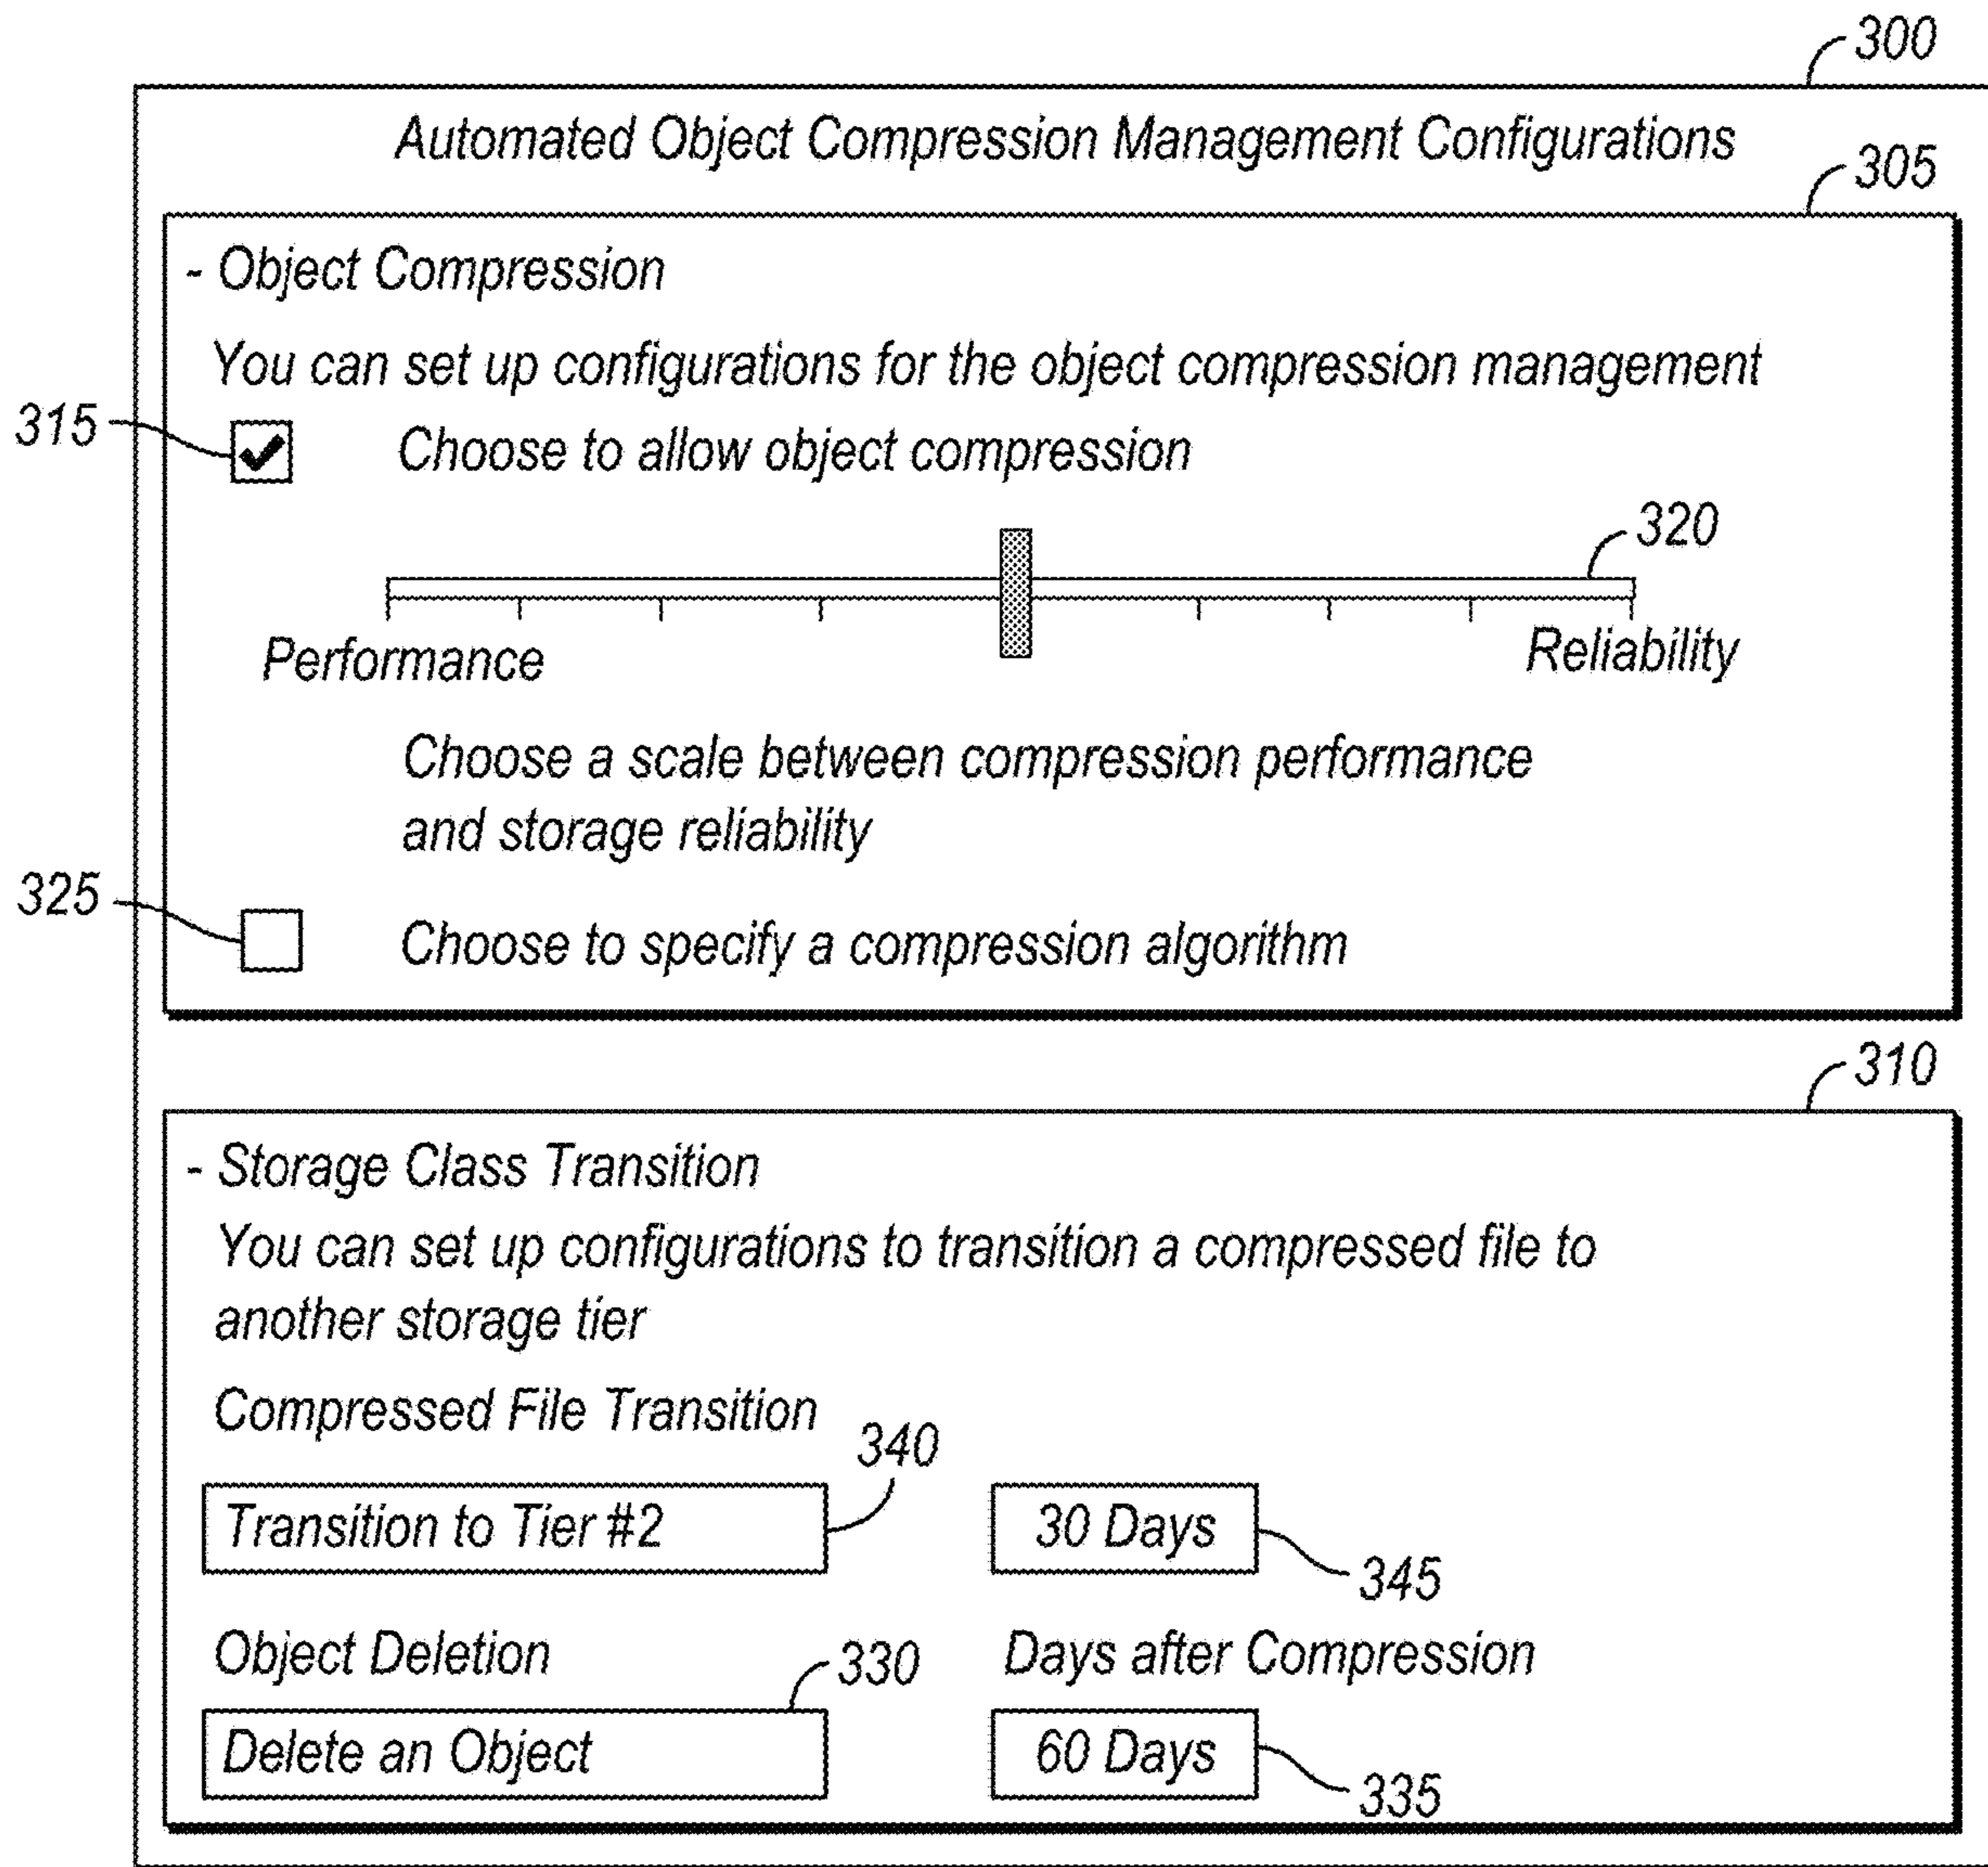 300
Automated Object Compression Management Configurations
305
- Object Compression
You can set up configurations for the object compression management
315
Choose to allow object compression
320
Performance
Reliability
Choose a scale between compression performance
and storage reliability
325
Choose to specify a compression algorithm
310
- Storage Class Transition
You can set up configurations to transition a compressed file to
another storage tier
Compressed File Transition
340
Transition to Tier #2
30 Days
345
Object Deletion
330
Days after Compression
Delete an Object
60 Days
335